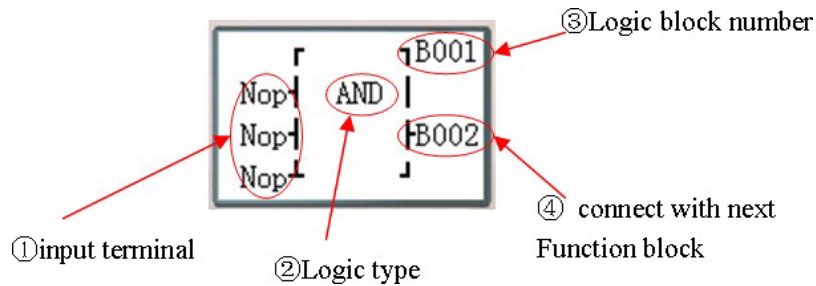 ③Logic block number
B001
Nop AND
Nop B002
Nop
④ connect with next
Function block
①input terminal
②Logic type